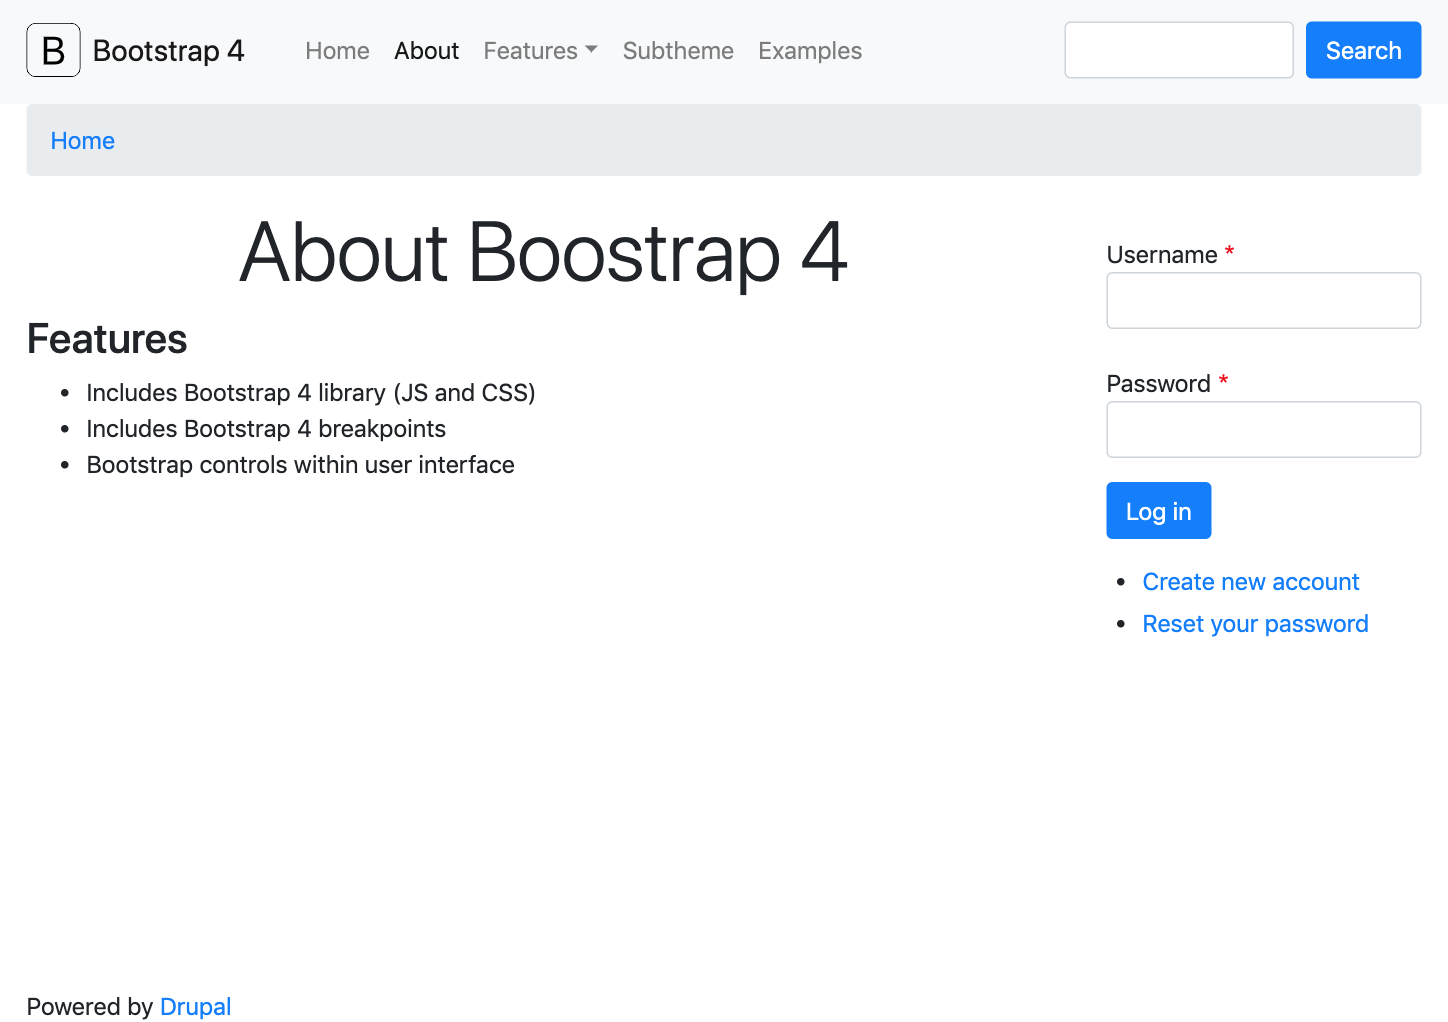 B Bootstrap 4 Home About Features Subtheme Examples Search
Home
About Boostrap 4
Features
• Includes Bootstrap 4 library (JS and CSS)
• Includes Bootstrap 4 breakpoints
• Bootstrap controls within user interface
Username *
Password *
Log in
• Create new account
• Reset your password
Powered by Drupal